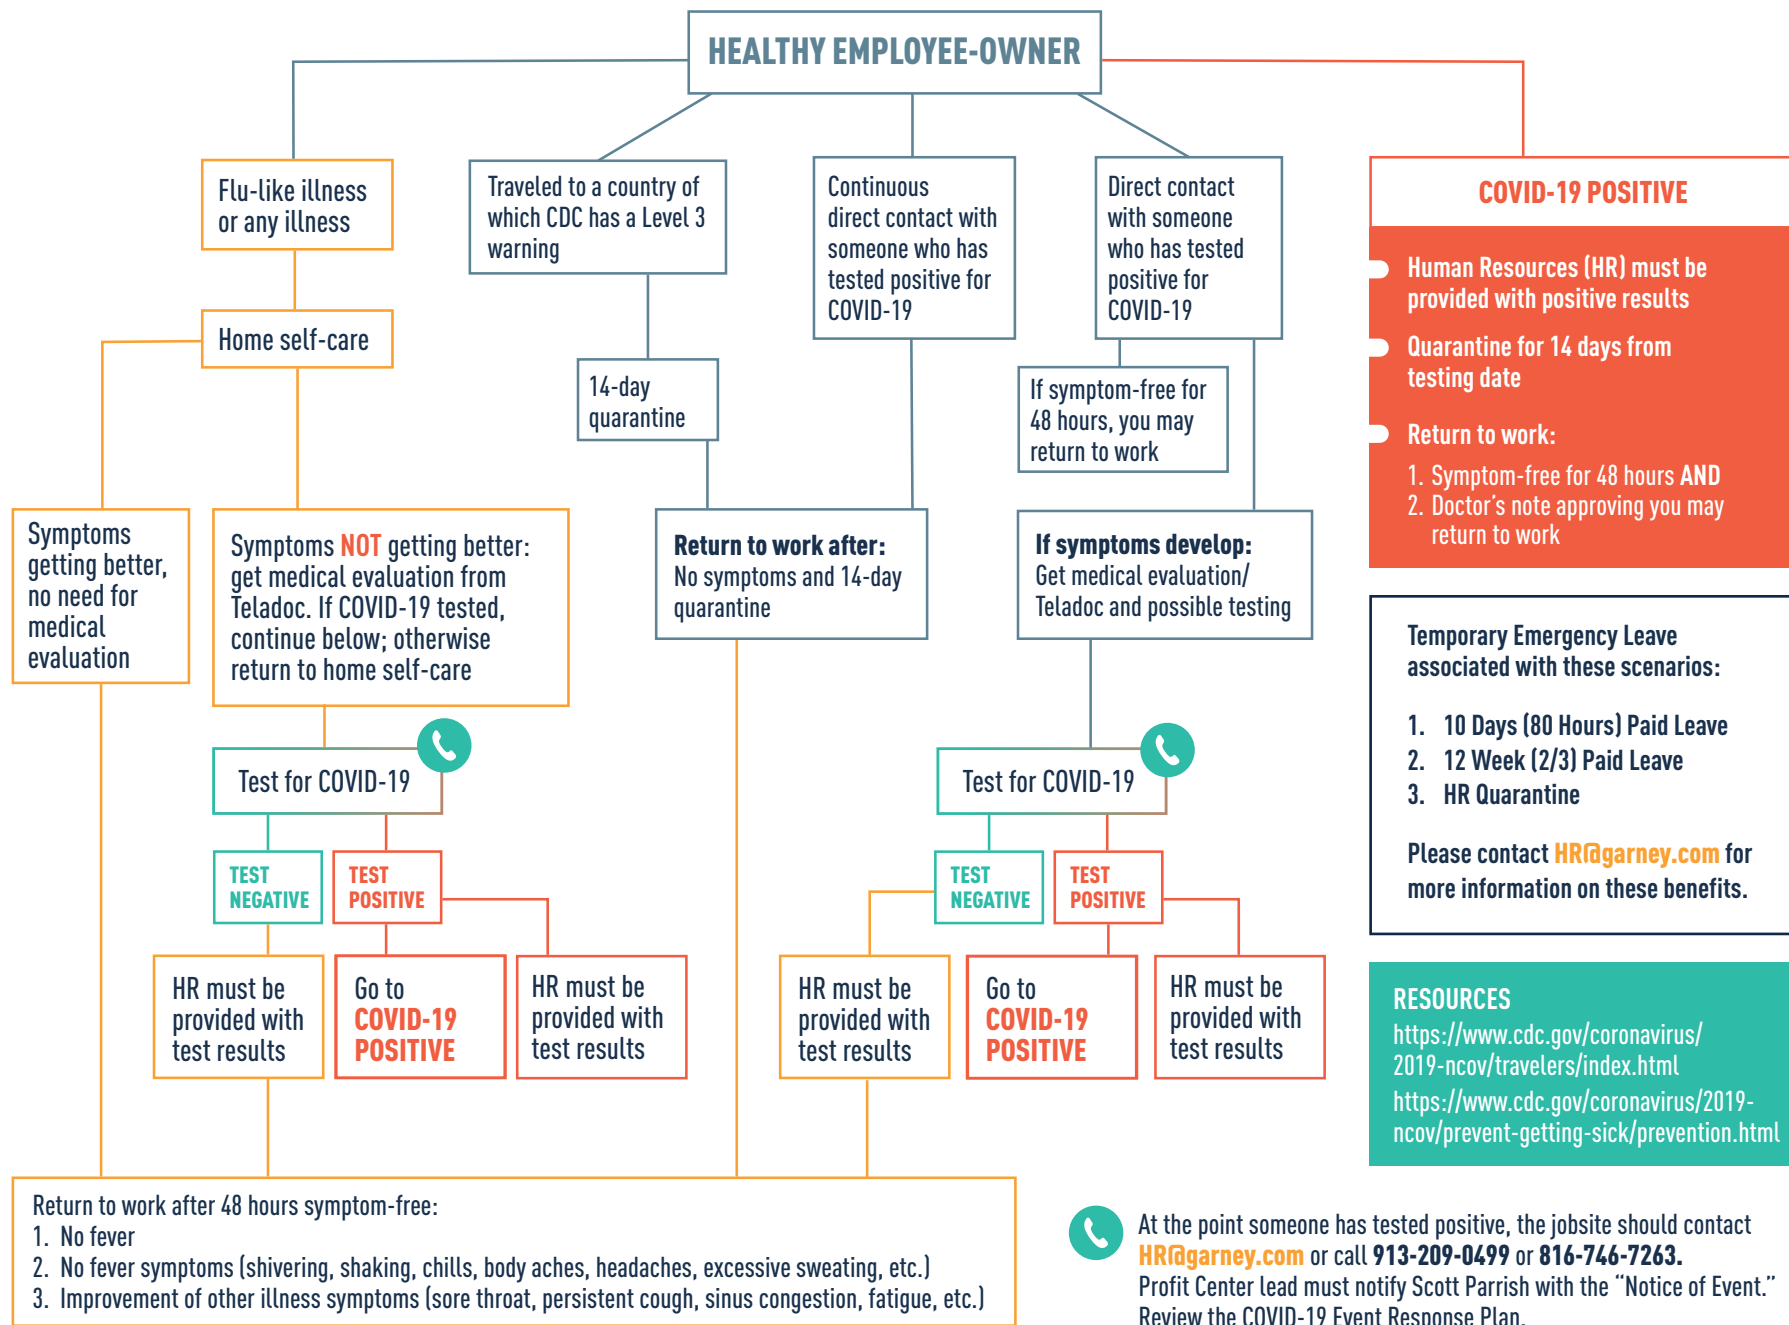 HEALTHY EMPLOYEE-OWNER
Flu-like illness
or any illness
Home self-care
Symptoms
getting better,
no need for
medical
evaluation
Symptoms NOT getting better:
get medical evaluation from
Teladoc. If COVID-19 tested,
continue below; otherwise
return to home self-care
Test for COVID-19
TEST
NEGATIVE
TEST
POSITIVE
HR must be
provided with
test results
Go to
COVID-19
POSITIVE
HR must be
provided with
test results
Traveled to a country of
which CDC has a Level 3
warning
14-day
quarantine
Continuous
direct contact with
someone who has
tested positive for
COVID-19
Return to work after:
No symptoms and 14-day
quarantine
Direct contact
with someone
who has tested
positive for
COVID-19
If symptom-free for
48 hours, you may
return to work
If symptoms develop:
Get medical evaluation/
Teladoc and possible testing
Test for COVID-19
TEST
NEGATIVE
TEST
POSITIVE
HR must be
provided with
test results
Go to
COVID-19
POSITIVE
HR must be
provided with
test results
Return to work after 48 hours symptom-free:
1. No fever
2. No fever symptoms (shivering, shaking, chills, body aches, headaches, excessive sweating, etc.)
3. Improvement of other illness symptoms (sore throat, persistent cough, sinus congestion, fatigue, etc.)
COVID-19 POSITIVE
Human Resources (HR) must be
provided with positive results
Quarantine for 14 days from
testing date
Return to work:
1. Symptom-free for 48 hours AND
2. Doctor's note approving you may
return to work
Temporary Emergency Leave
associated with these scenarios:
1. 10 Days (80 Hours) Paid Leave
2. 12 Week (2/3) Paid Leave
3. HR Quarantine
Please contact HR@garney.com for
more information on these benefits.
RESOURCES
https://www.cdc.gov/coronavirus/
2019-ncov/travelers/index.html
https://www.cdc.gov/coronavirus/2019-
ncov/prevent-getting-sick/prevention.html
At the point someone has tested positive, the jobsite should contact
HR@garney.com or call 913-209-0499 or 816-746-7263.
Profit Center lead must notify Scott Parrish with the “Notice of Event.”
Review the COVID-19 Event Response Plan.